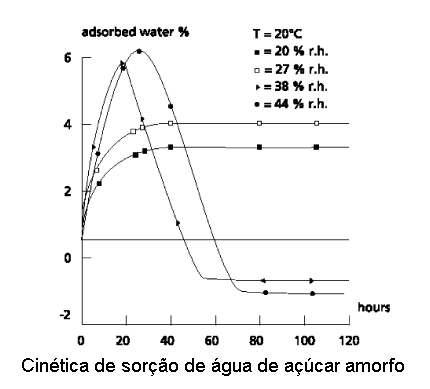 adsorbed water %
T = 20°C
■ = 20 % r.h.
□ = 27 % r.h.
▸ = 38 % r.h.
● = 44 % r.h.
6
4
2
0
-2
hours
0 20 40 60 80 100 120
Cinética de sorção de água de açúcar amorfo